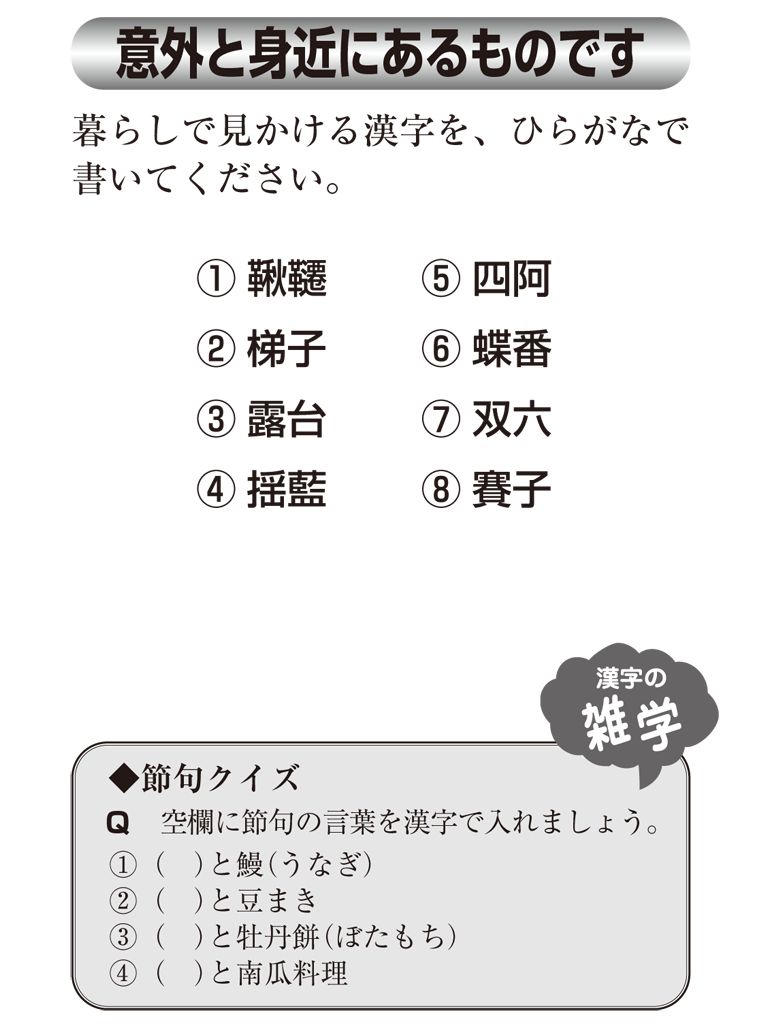 意外と身近にあるものです
暮らしで見かける漢字を、ひらがなで
書いてください。
① 鞦韆
② 梯子
③ 露台
④ 揺藍
⑤ 四阿
⑥ 蝶番
⑦ 双六
⑧ 賽子
漢字の
雑学
◆節句クイズ
Q 空欄に節句の言葉を漢字で入れましょう。
① ( )と鰻(うなぎ)
② ( )と豆まき
③ ( )と牡丹餅(ぼたもち)
④ ( )と南瓜料理